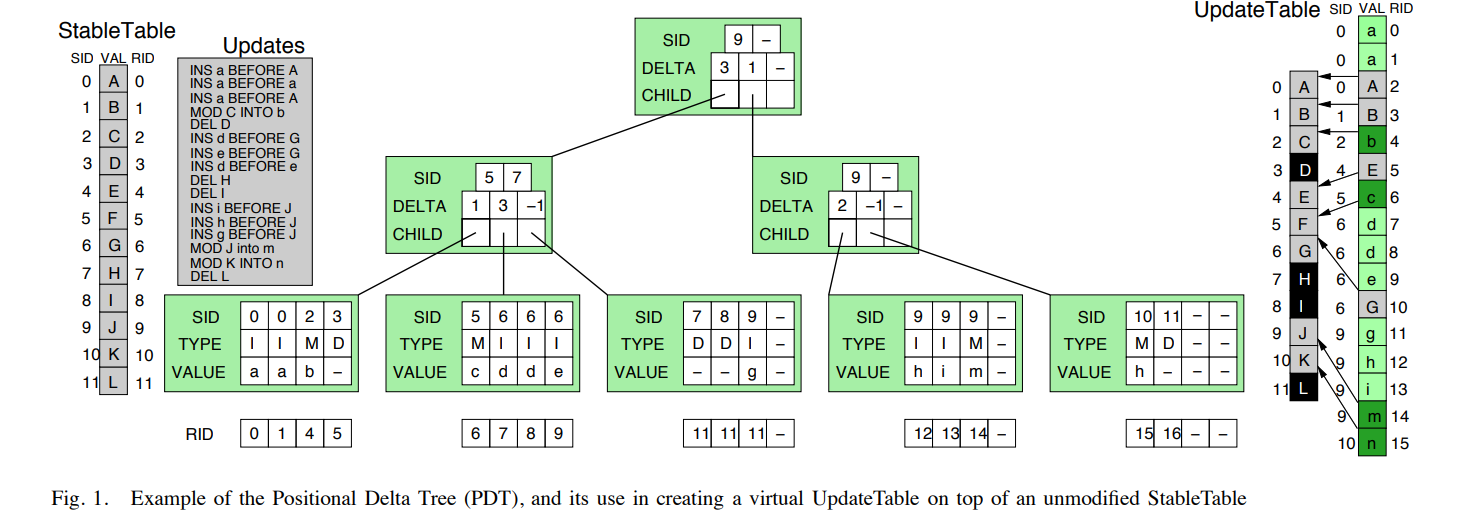 StableTable
SID VAL RID
0 A 0
1 B 1
2 C 2
3 D 3
4 E 4
5 F 5
6 G 6
7 H 7
8 I 8
9 J 9
10 K 10
11 L 11
Updates
INS a BEFORE A
INS a BEFORE a
INS a BEFORE A
MOD C INTO b
DEL D
INS d BEFORE G
INS e BEFORE G
INS d BEFORE e
DEL H
DEL I
INS i BEFORE J
INS h BEFORE J
INS g BEFORE J
MOD J into m
MOD K INTO n
DEL L
SID 9 –
DELTA 3 1 –
CHILD
SID 5 7
DELTA 1 3 –1
CHILD
SID 9 –
DELTA 2 –1 –
CHILD
SID 0 0 2 3
TYPE I I M D
VALUE a a b –
SID 5 6 6 6
TYPE M I I I
VALUE c d d e
SID 7 8 9 –
TYPE D D I –
VALUE – – g –
SID 9 9 9 –
TYPE I I M –
VALUE h i m –
SID 10 11 – –
TYPE M D – –
VALUE h – – –
RID 0 1 4 5
6 7 8 9
11 11 11 –
12 13 14 –
15 16 – –
UpdateTable
0 A
1 B
2 C
3 D
4 E
5 F
6 G
7 H
8 I
9 J
10 K
11 L
SID VAL RID
0 a 0
0 a 1
0 A 2
1 B 3
2 b 4
4 E 5
5 c 6
6 d 7
6 d 8
6 e 9
6 G 10
9 g 11
9 h 12
9 i 13
9 m 14
10 n 15
Fig. 1. Example of the Positional Delta Tree (PDT), and its use in creating a virtual UpdateTable on top of an unmodified StableTable